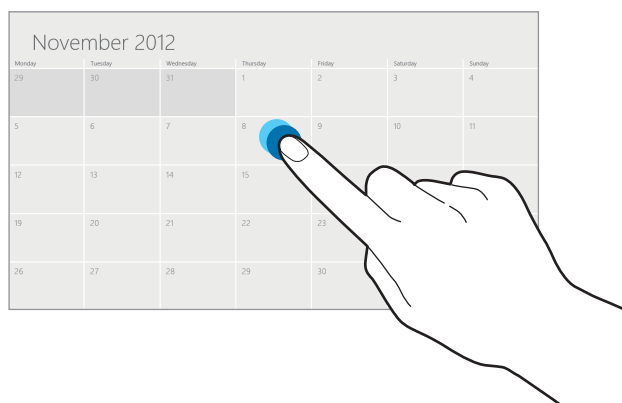 November 2012
Monday Tuesday Wednesday Thursday Friday Saturday Sunday
29 30 31 1 2 3 4
5 6 7 8 9 10 11
12 13 14 15
19 20 21 22 23
26 27 28 29 30